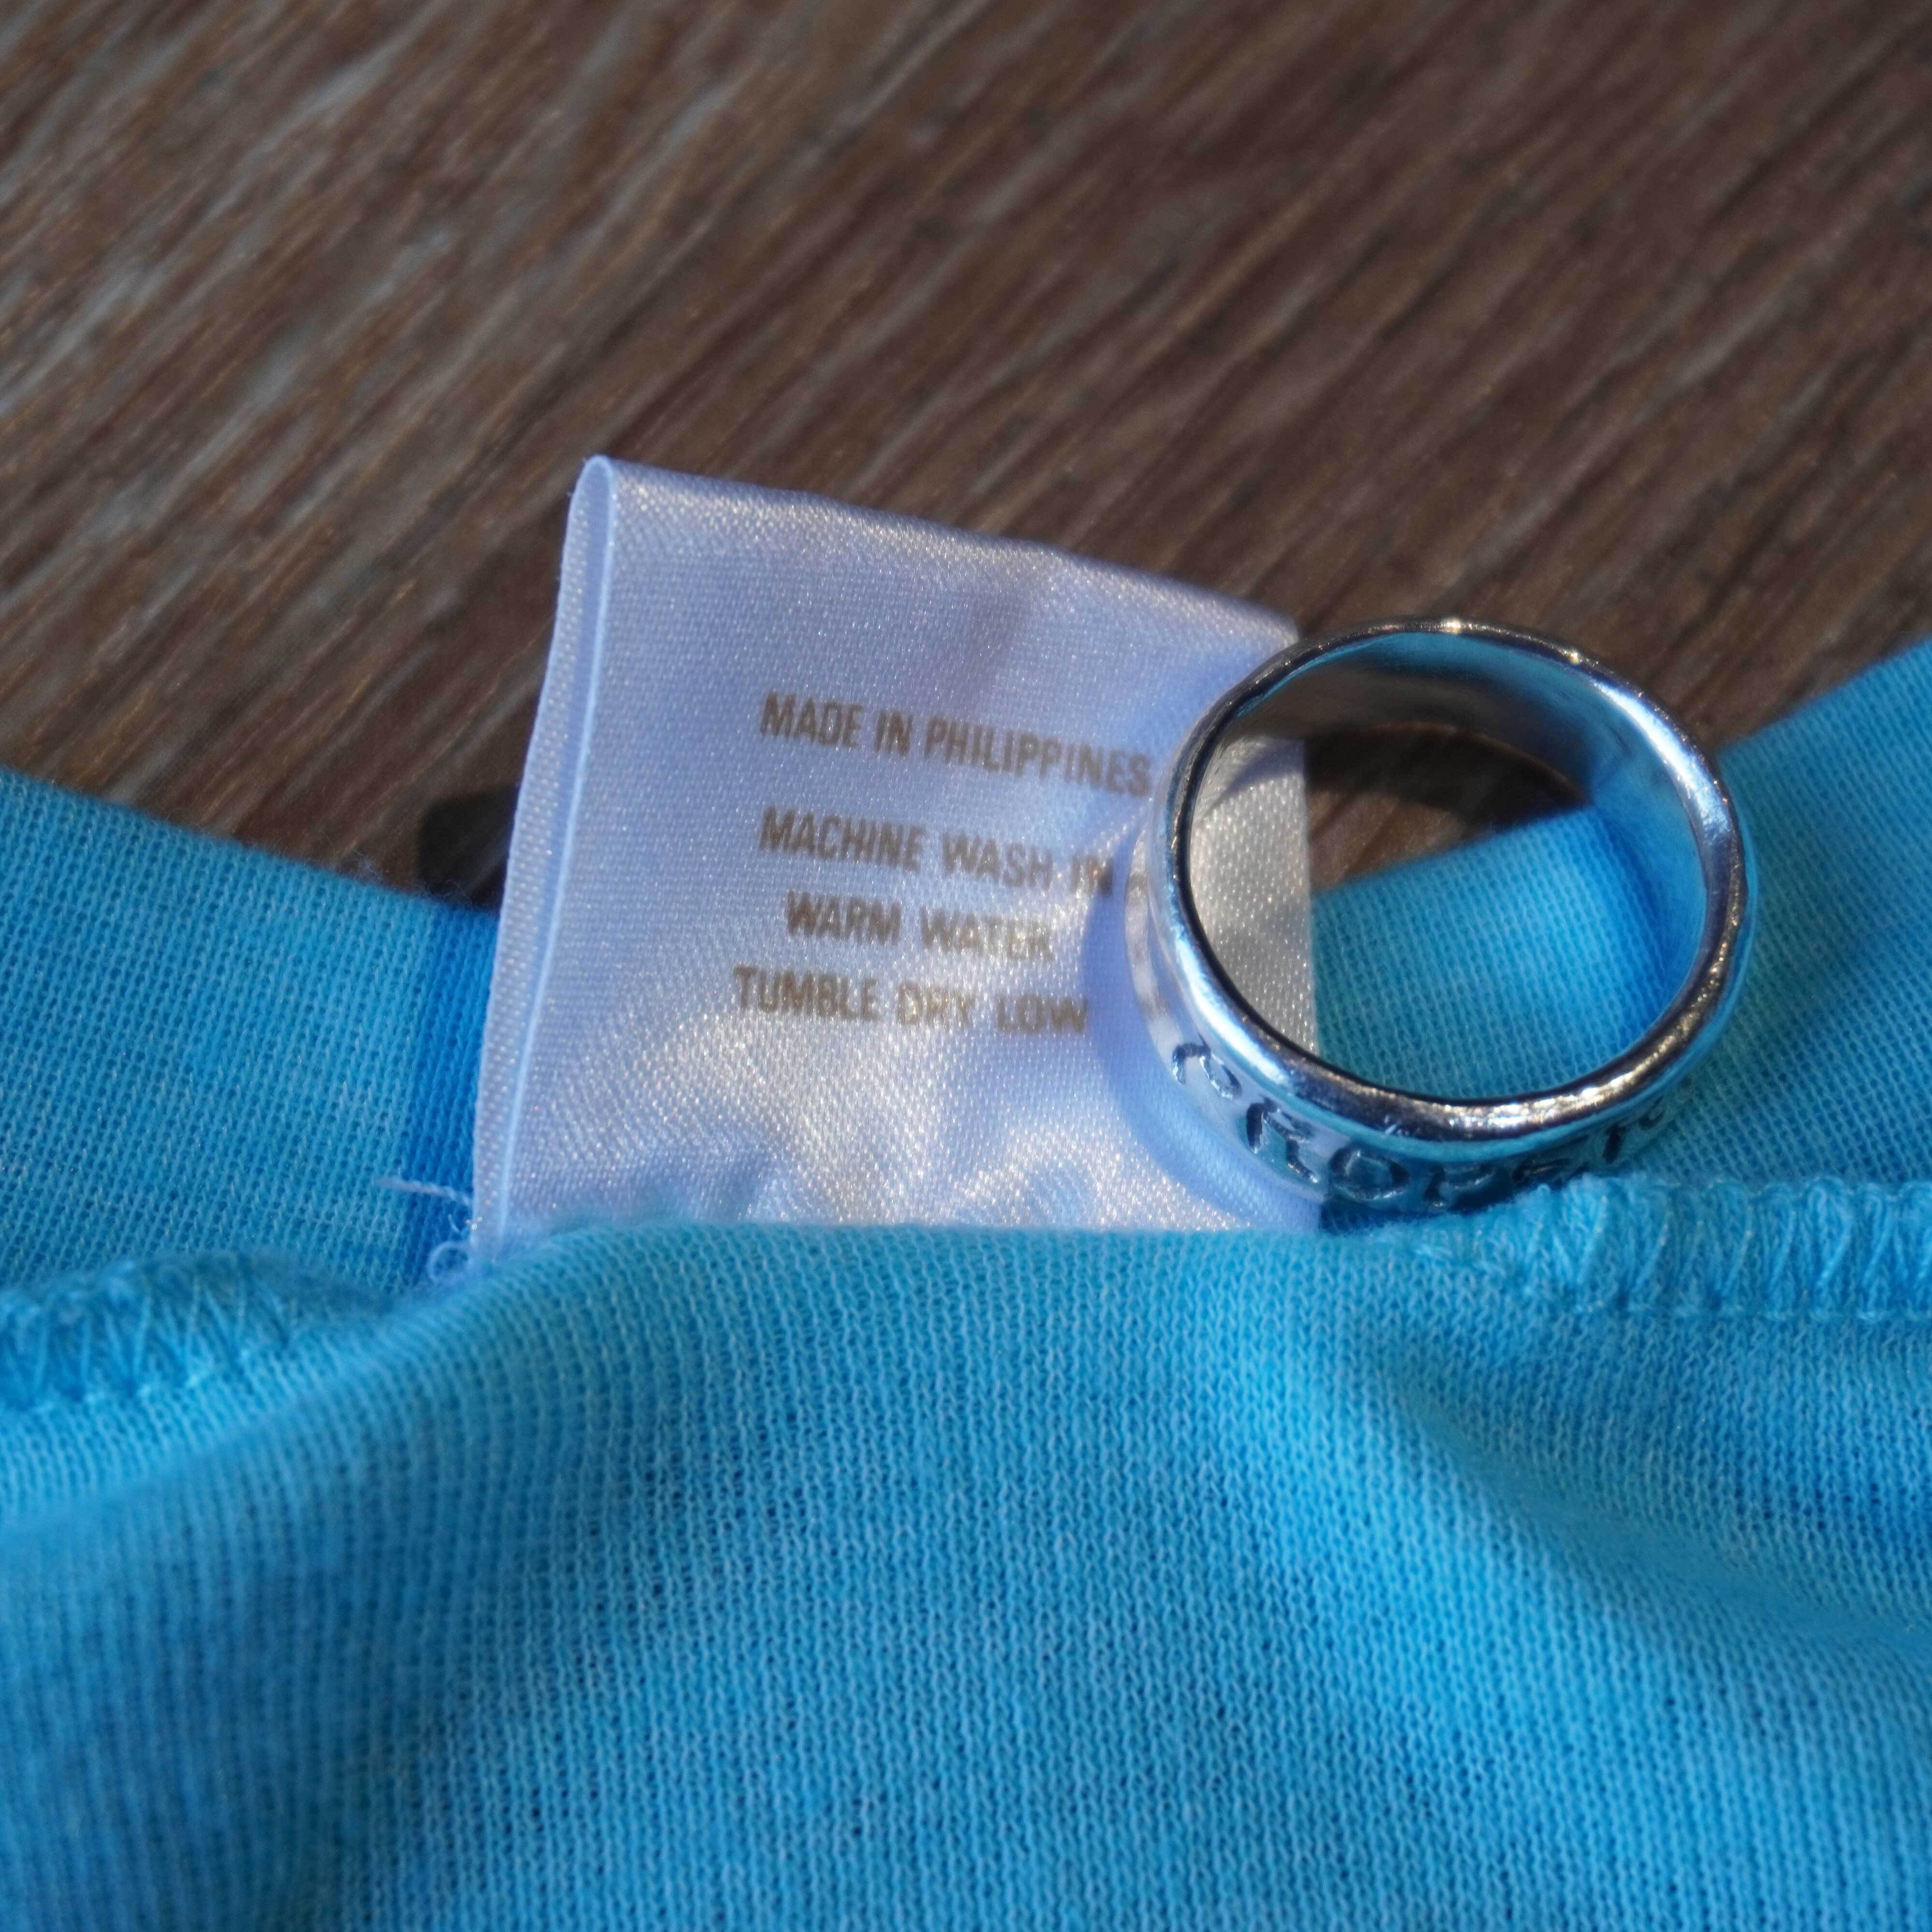 MADE IN PHILIPPINES
MACHINE WASH IN
WARM WATER
TUMBLE DRY LOW